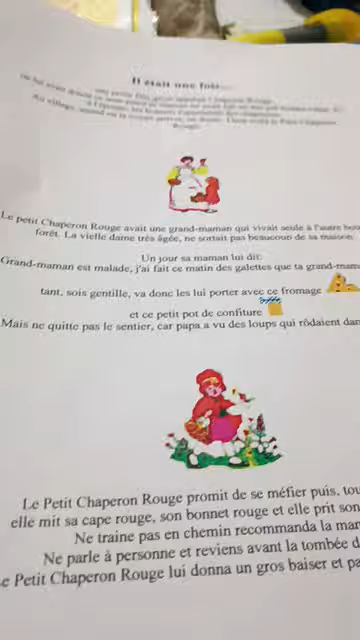 Il était une fois...
Le petit Chaperon Rouge avait une grand-maman qui vivait seule à l'autre bou
forêt. La vielle dame très âgée, ne sortait pas beaucoup de sa maison.
Un jour sa maman lui dit:
Grand-maman est malade, j'ai fait ce matin des galettes que ta grand-mam
tant, sois gentille, va donc les lui porter avec ce fromage
et ce petit pot de confiture
Mais ne quitte pas le sentier, car papa a vu des loups qui rôdaient dan
Le Petit Chaperon Rouge promit de se méfier puis, tou
elle mit sa cape rouge, son bonnet rouge et elle prit son
Ne traine pas en chemin recommanda la mar
Ne parle à personne et reviens avant la tombée d
e Petit Chaperon Rouge lui donna un gros baiser et pa